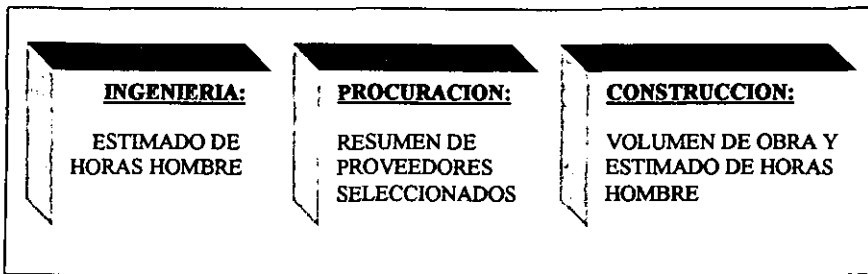 INGENIERIA:
ESTIMADO DE
HORAS HOMBRE
PROCURACION:
RESUMEN DE
PROVEEDORES
SELECCIONADOS
CONSTRUCCION:
VOLUMEN DE OBRA Y
ESTIMADO DE HORAS
HOMBRE